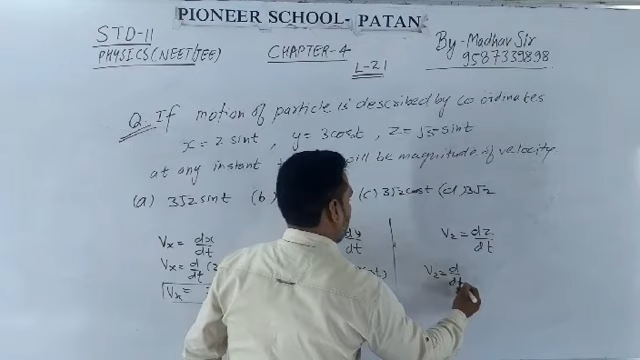 PIONEER SCHOOL- PATAN
STD-11
PHYSICS(NEET/JEE)
CHAPTER-4
L-21
By-Madhav Sir
9587339898
Q. If motion of particle is described by co ordinates
x = 2 sint , y = 3cost , z = √5 sint
at any instant will be magnitude of velocity
(a) 3√2 sint (b) (c) 3√2 cost (d) 3√2
Vx = dx/dt
dy/dt
Vz = dz/dt
Vx = d/dt (2
Vz = d/dt
Vx =